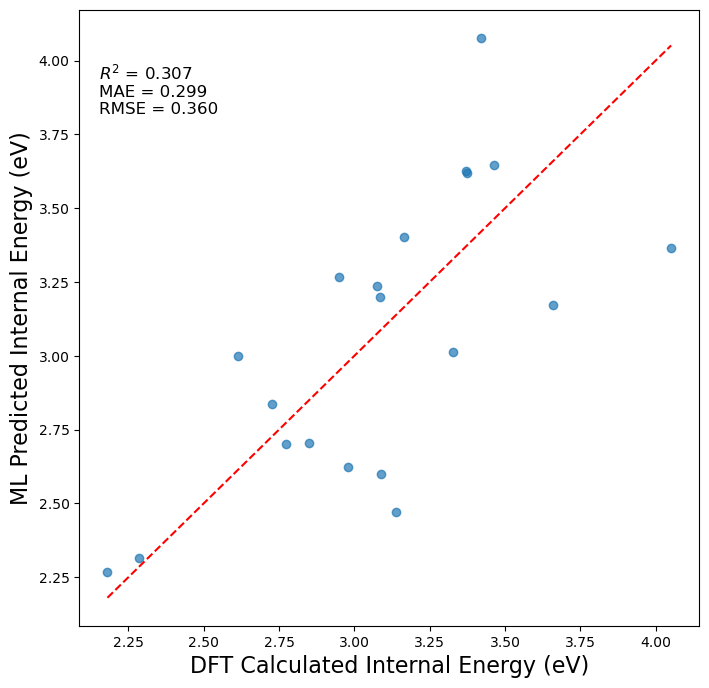 R² = 0.307
MAE = 0.299
RMSE = 0.360
ML Predicted Internal Energy (eV)
4.00
3.75
3.50
3.25
3.00
2.75
2.50
2.25
2.25 2.50 2.75 3.00 3.25 3.50 3.75 4.00
DFT Calculated Internal Energy (eV)